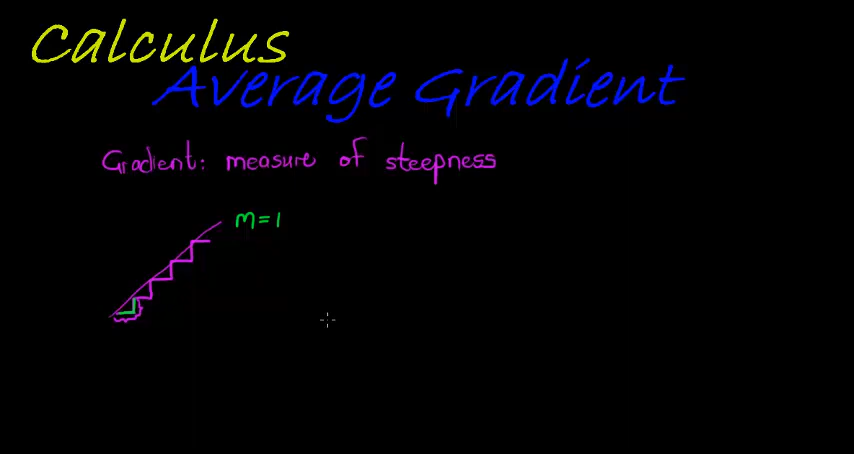 Calculus
Average Gradient
Gradient: measure of steepness
m = 1